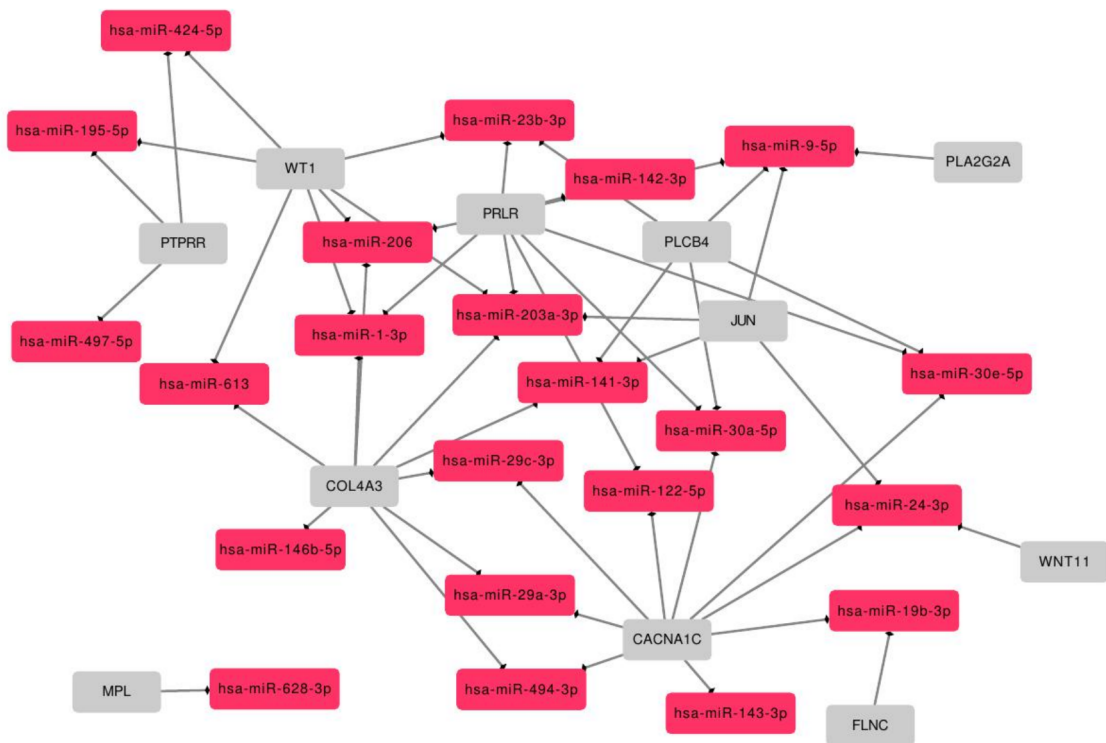 hsa-miR-424-5p
hsa-miR-23b-3p
hsa-miR-195-5p
hsa-miR-9-5p
PLA2G2A
WT1
hsa-miR-142-3p
PRLR
PTPRR
hsa-miR-206
PLCB4
hsa-miR-203a-3p
JUN
hsa-miR-497-5p
hsa-miR-1-3p
hsa-miR-613
hsa-miR-141-3p
hsa-miR-30e-5p
hsa-miR-30a-5p
hsa-miR-29c-3p
COL4A3
hsa-miR-122-5p
hsa-miR-24-3p
hsa-miR-146b-5p
WNT11
hsa-miR-29a-3p
hsa-miR-19b-3p
CACNA1C
MPL
hsa-miR-628-3p
hsa-miR-494-3p
hsa-miR-143-3p
FLNC